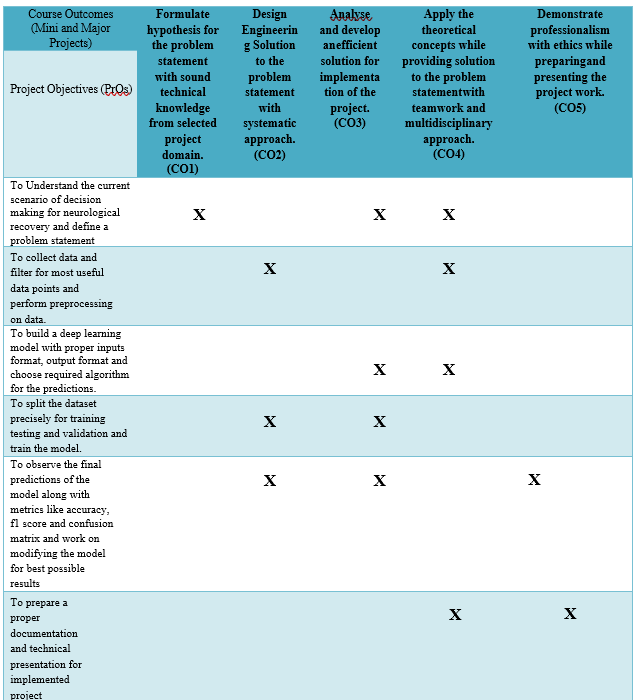 Course Outcomes
(Mini and Major
Projects)
Project Objectives (PrOs)
Formulate
hypothesis for
the problem
statement
with sound
technical
knowledge
from selected
project
domain.
(CO1)
Design
Engineerin
g Solution
to the
problem
statement
with
systematic
approach.
(CO2)
Analyse
and develop
anefficient
solution for
implementa
tion of the
project.
(CO3)
Apply the
theoretical
concepts while
providing solution
to the problem
statementwith
teamwork and
multidisciplinary
approach.
(CO4)
Demonstrate
professionalism
with ethics while
preparingand
presenting the
project work.
(CO5)
To Understand the current
scenario of decision
making for neurological
recovery and define a
problem statement
X X X
To collect data and
filter for most useful
data points and
perform preprocessing
on data.
X X
To build a deep learning
model with proper inputs
format, output format and
choose required algorithm
for the predictions.
X X
To split the dataset
precisely for training
testing and validation and
train the model.
X X
To observe the final
predictions of the
model along with
metrics like accuracy,
f1 score and confusion
matrix and work on
modifying the model
for best possible
results
X X X
To prepare a
proper
documentation
and technical
presentation for
implemented
project
X X